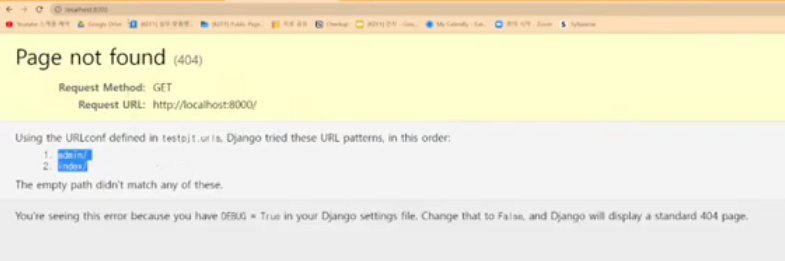 localhost:8000
Page not found (404)
Request Method: GET
Request URL: http://localhost:8000/
Using the URLconf defined in testpjt.urls, Django tried these URL patterns, in this order:
1. admin/
2. index/
The empty path didn't match any of these.
You're seeing this error because you have DEBUG = True in your Django settings file. Change that to False, and Django will display a standard 404 page.